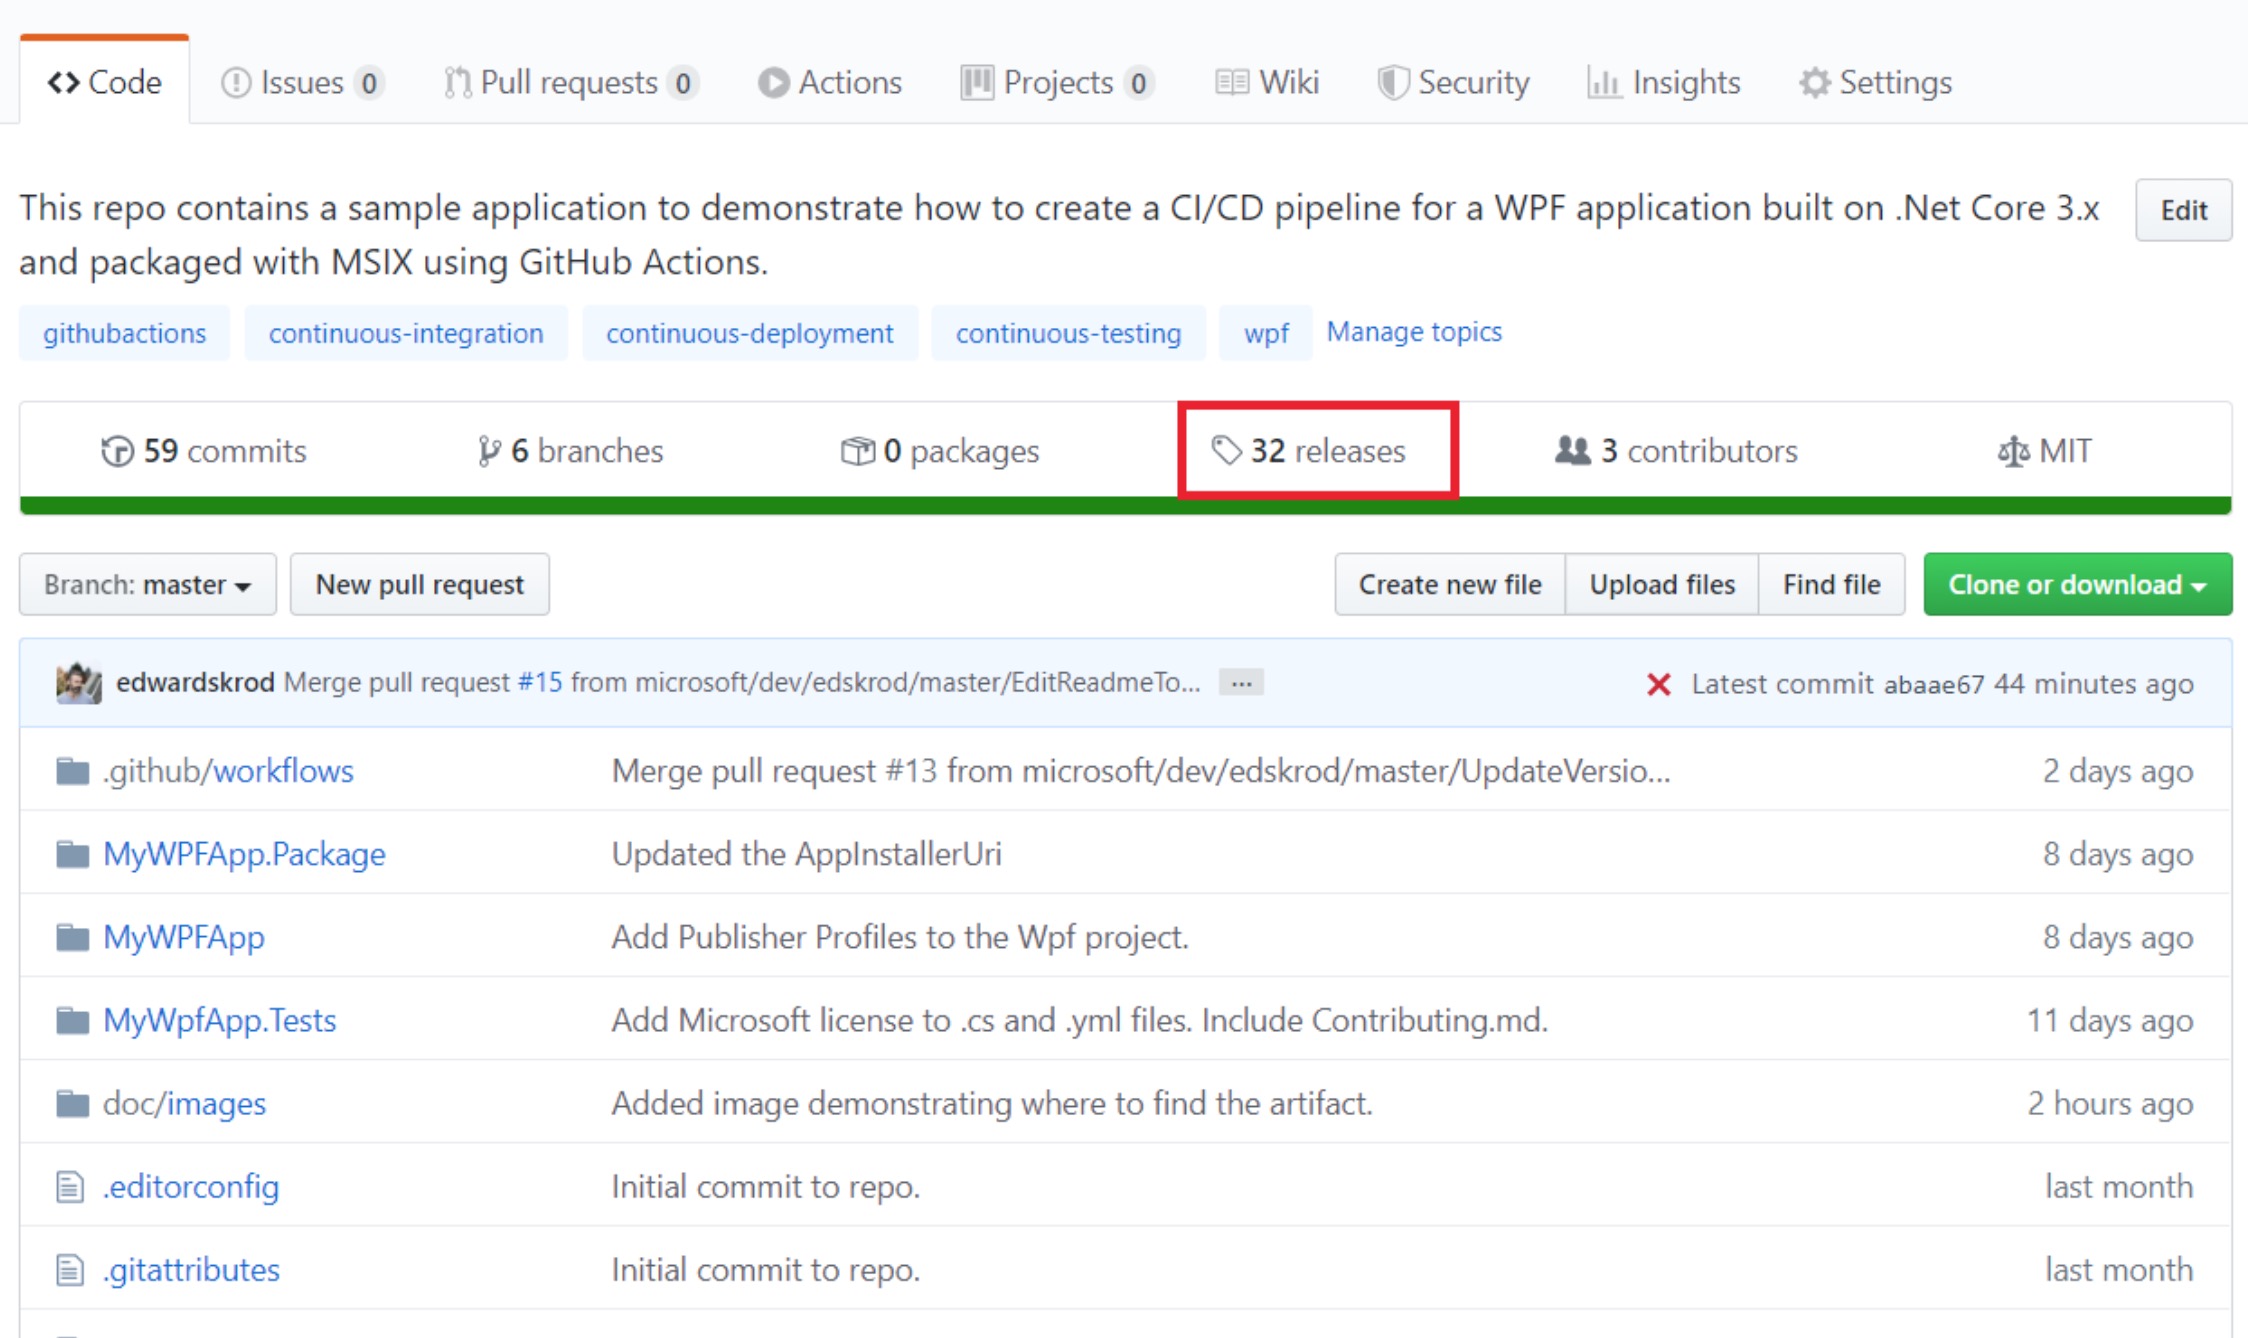 Code Issues 0 Pull requests 0 Actions Projects 0 Wiki Security Insights Settings
This repo contains a sample application to demonstrate how to create a CI/CD pipeline for a WPF application built on .Net Core 3.x Edit
and packaged with MSIX using GitHub Actions.
githubactions continuous-integration continuous-deployment continuous-testing wpf Manage topics
59 commits 6 branches 0 packages 32 releases 3 contributors MIT
Branch: master New pull request Create new file Upload files Find file Clone or download
edwardskrod Merge pull request #15 from microsoft/dev/edskrod/master/EditReadmeTo... ... Latest commit abaae67 44 minutes ago
.github/workflows Merge pull request #13 from microsoft/dev/edskrod/master/UpdateVersio... 2 days ago
MyWPFApp.Package Updated the AppInstallerUri 8 days ago
MyWPFApp Add Publisher Profiles to the Wpf project. 8 days ago
MyWpfApp.Tests Add Microsoft license to .cs and .yml files. Include Contributing.md. 11 days ago
doc/images Added image demonstrating where to find the artifact. 2 hours ago
.editorconfig Initial commit to repo. last month
.gitattributes Initial commit to repo. last month